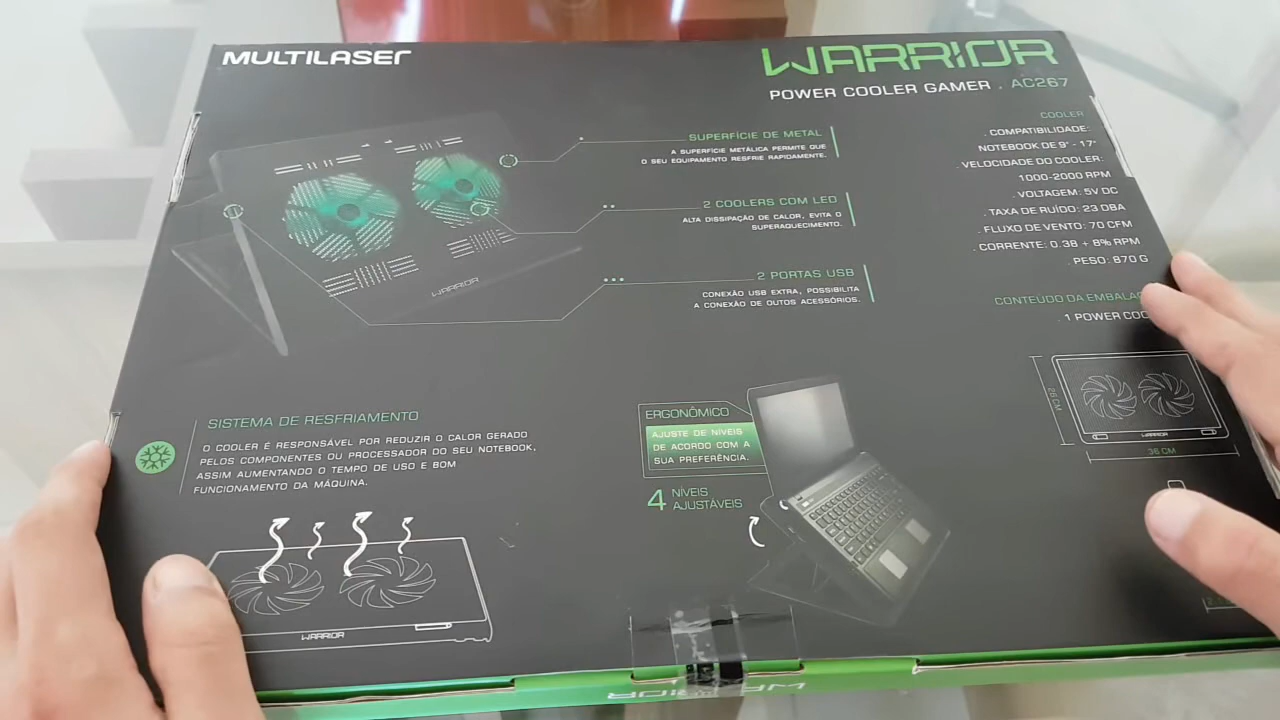 MULTILASER
WARRIOR
POWER COOLER GAMER . AC267
SUPERFÍCIE DE METAL
A SUPERFÍCIE METÁLICA PERMITE QUE
O SEU EQUIPAMENTO RESFRIE RAPIDAMENTE.
2 COOLERS COM LED
ALTA DISSIPAÇÃO DE CALOR, EVITA O
SUPERAQUECIMENTO.
2 PORTAS USB
CONEXÃO USB EXTRA, POSSIBILITA
A CONEXÃO DE OUTOS ACESSÓRIOS.
COOLER
. COMPATIBILIDADE:
NOTEBOOK DE 9" - 17"
. VELOCIDADE DO COOLER:
1000-2000 RPM
. VOLTAGEM: 5V DC
. TAXA DE RUÍDO: 23 DBA
. FLUXO DE VENTO: 70 CFM
. CORRENTE: 0.38 + 8% RPM
. PESO: 870 G
CONTEÚDO DA EMBALAG
. 1 POWER COO
WARRIOR
SISTEMA DE RESFRIAMENTO
O COOLER É RESPONSÁVEL POR REDUZIR O CALOR GERADO
PELOS COMPONENTES OU PROCESSADOR DO SEU NOTEBOOK,
ASSIM AUMENTANDO O TEMPO DE USO E BOM
FUNCIONAMENTO DA MÁQUINA.
WARRIOR
ERGONÔMICO
AJUSTE DE NÍVEIS
DE ACORDO COM A
SUA PREFERÊNCIA.
4 NÍVEIS
AJUSTÁVEIS
26 CM
WARRIOR
36 CM